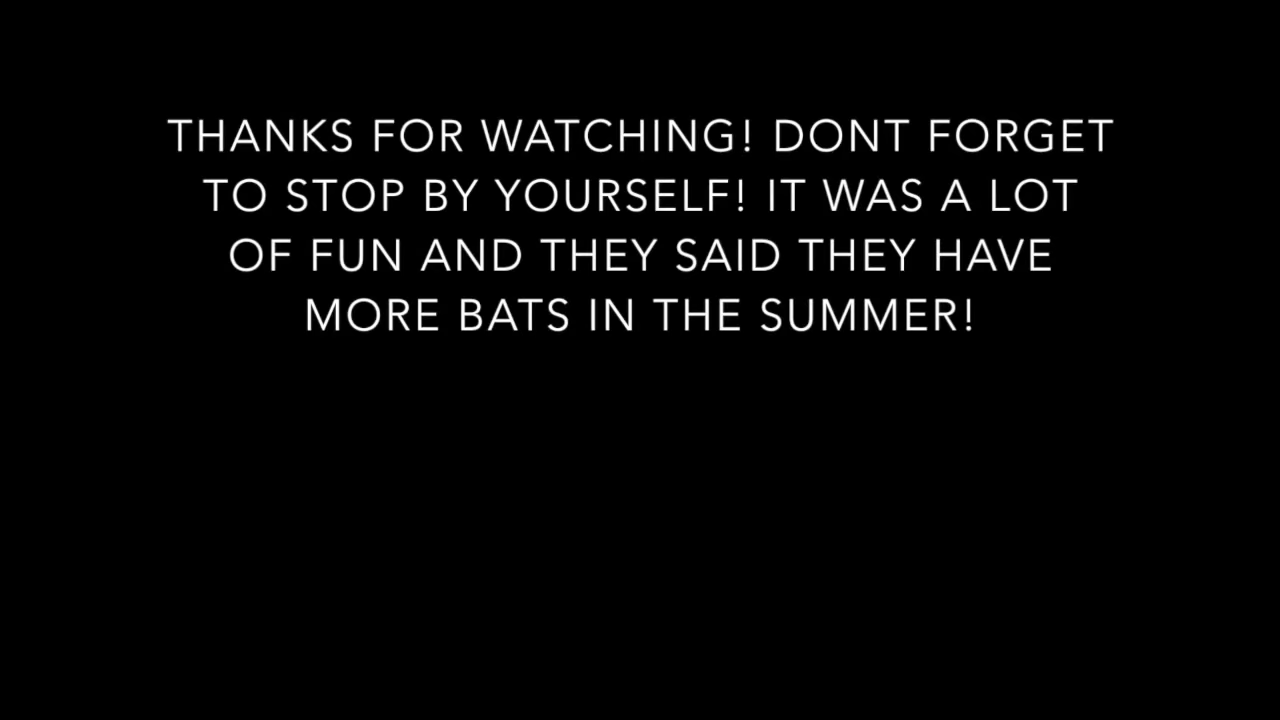 THANKS FOR WATCHING! DONT FORGET
TO STOP BY YOURSELF! IT WAS A LOT
OF FUN AND THEY SAID THEY HAVE
MORE BATS IN THE SUMMER!